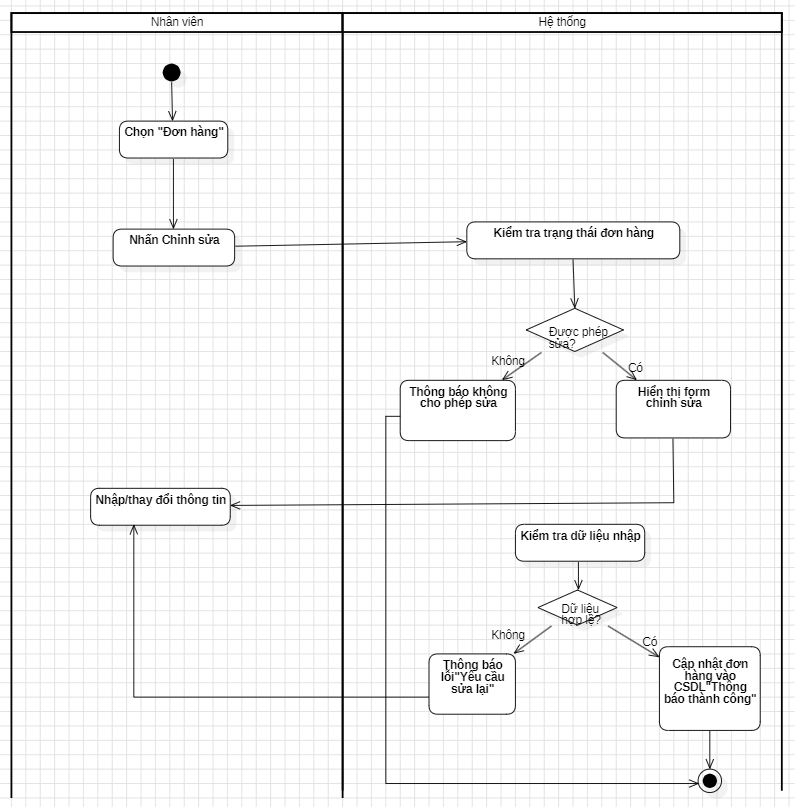 Nhân viên
Hệ thống
Chọn "Đơn hàng"
Nhấn Chỉnh sửa
Kiểm tra trạng thái đơn hàng
Được phép
sửa?
Không
Có
Thông báo không
cho phép sửa
Hiển thị form
chỉnh sửa
Nhập/thay đổi thông tin
Kiểm tra dữ liệu nhập
Dữ liệu
hợp lệ?
Không
Có
Thông báo
lỗi"Yêu cầu
sửa lại"
Cập nhật đơn
hàng vào
CSDL"Thông
báo thành công"